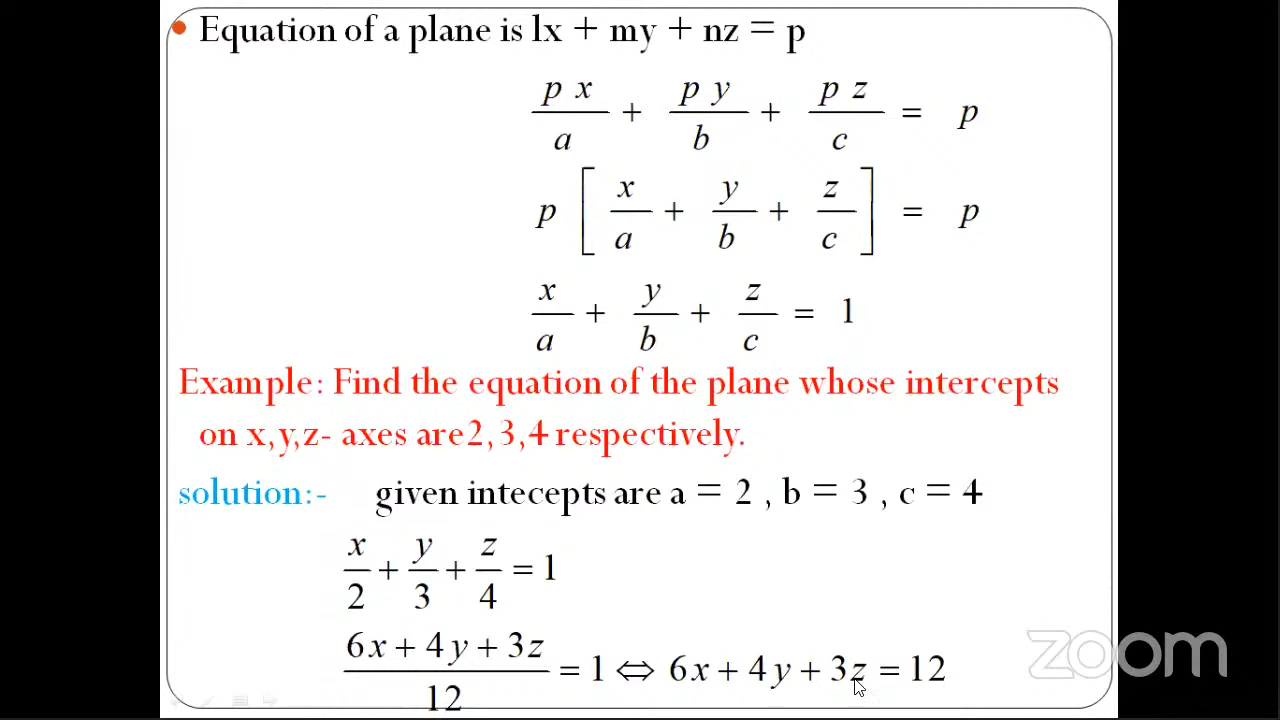 • Equation of a plane is lx + my + nz = p
p x / a + p y / b + p z / c = p
p [ x / a + y / b + z / c ] = p
x / a + y / b + z / c = 1
Example: Find the equation of the plane whose intercepts
on x,y,z- axes are2,3,4 respectively.
solution:- given intecepts are a = 2 , b = 3 , c = 4
x / 2 + y / 3 + z / 4 = 1
6x + 4y + 3z / 12 = 1 ⇔ 6x + 4y + 3z = 12
zoom